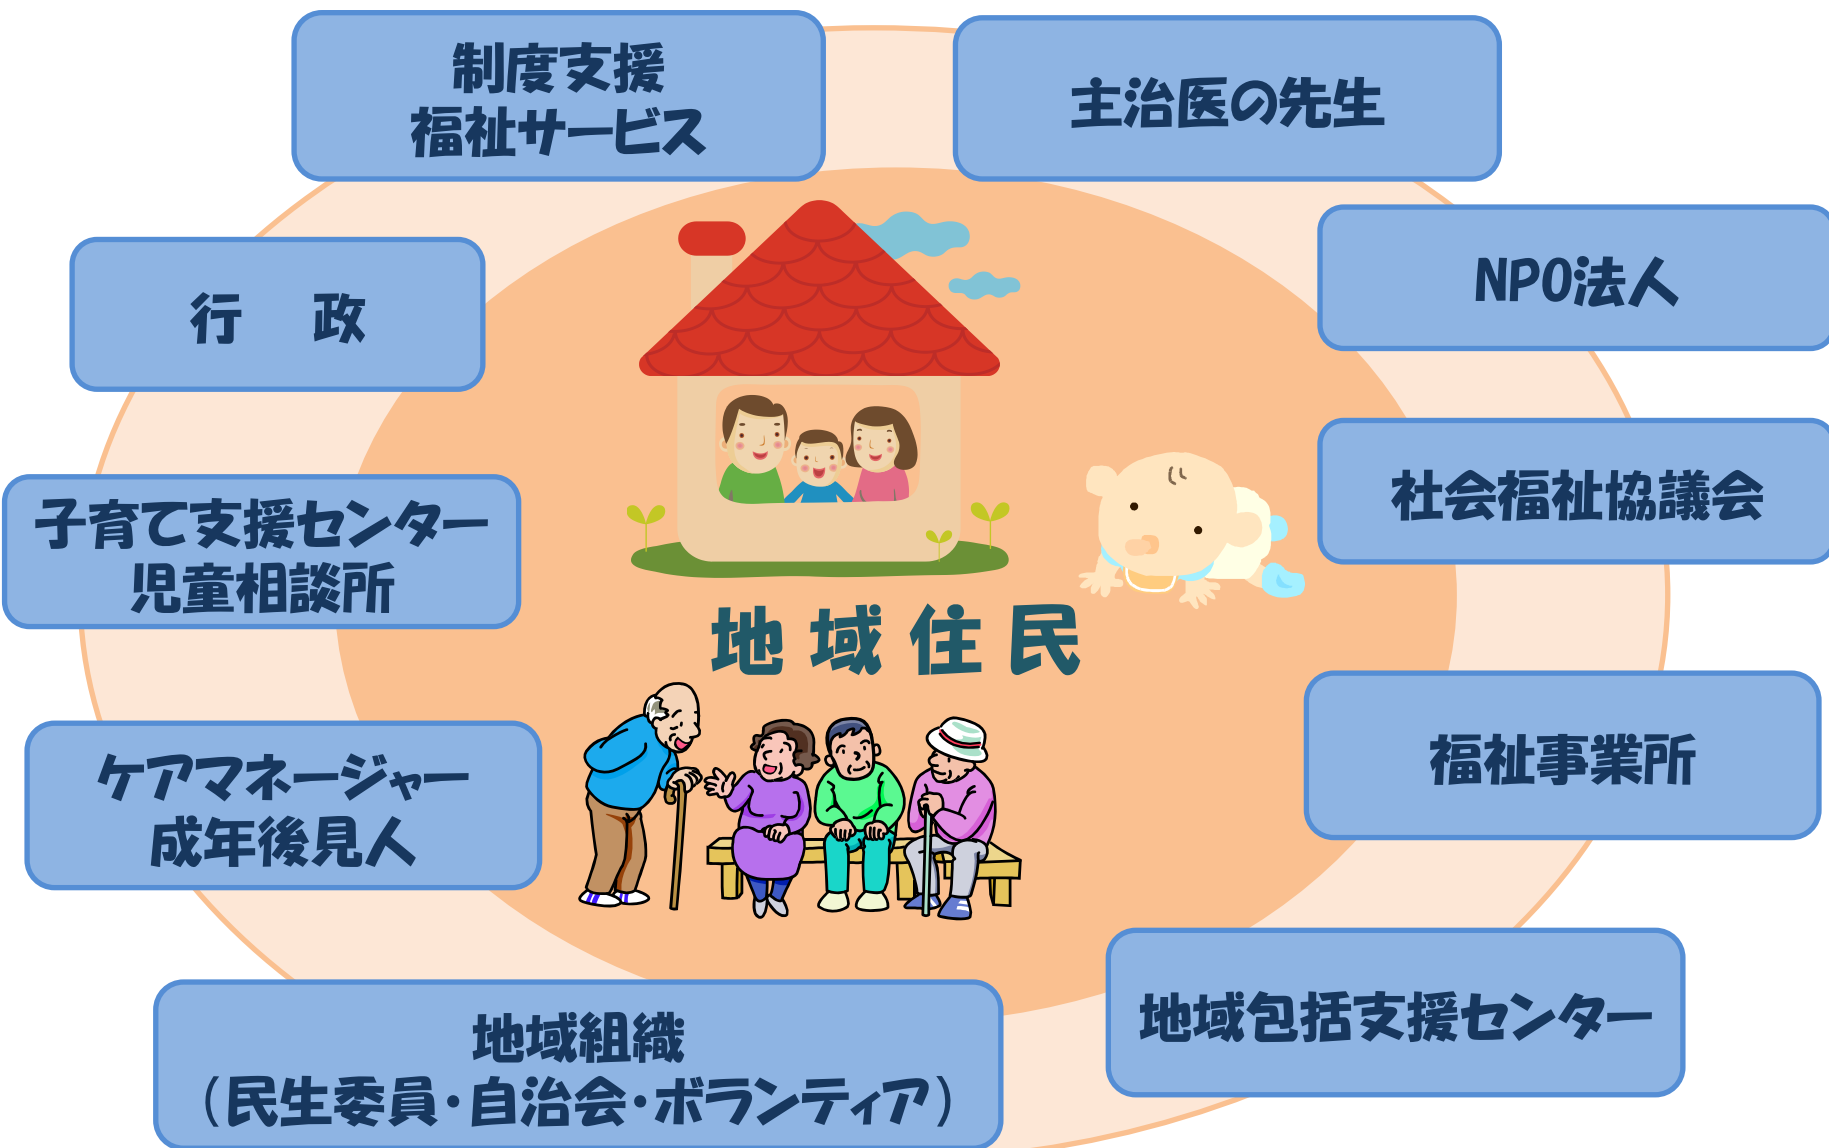 制度支援
福祉サービス
主治医の先生
行 政
NPO法人
子育て支援センター
児童相談所
社会福祉協議会
地域住民
ケアマネージャー
成年後見人
福祉事業所
地域組織
（民生委員・自治会・ボランティア）
地域包括支援センター